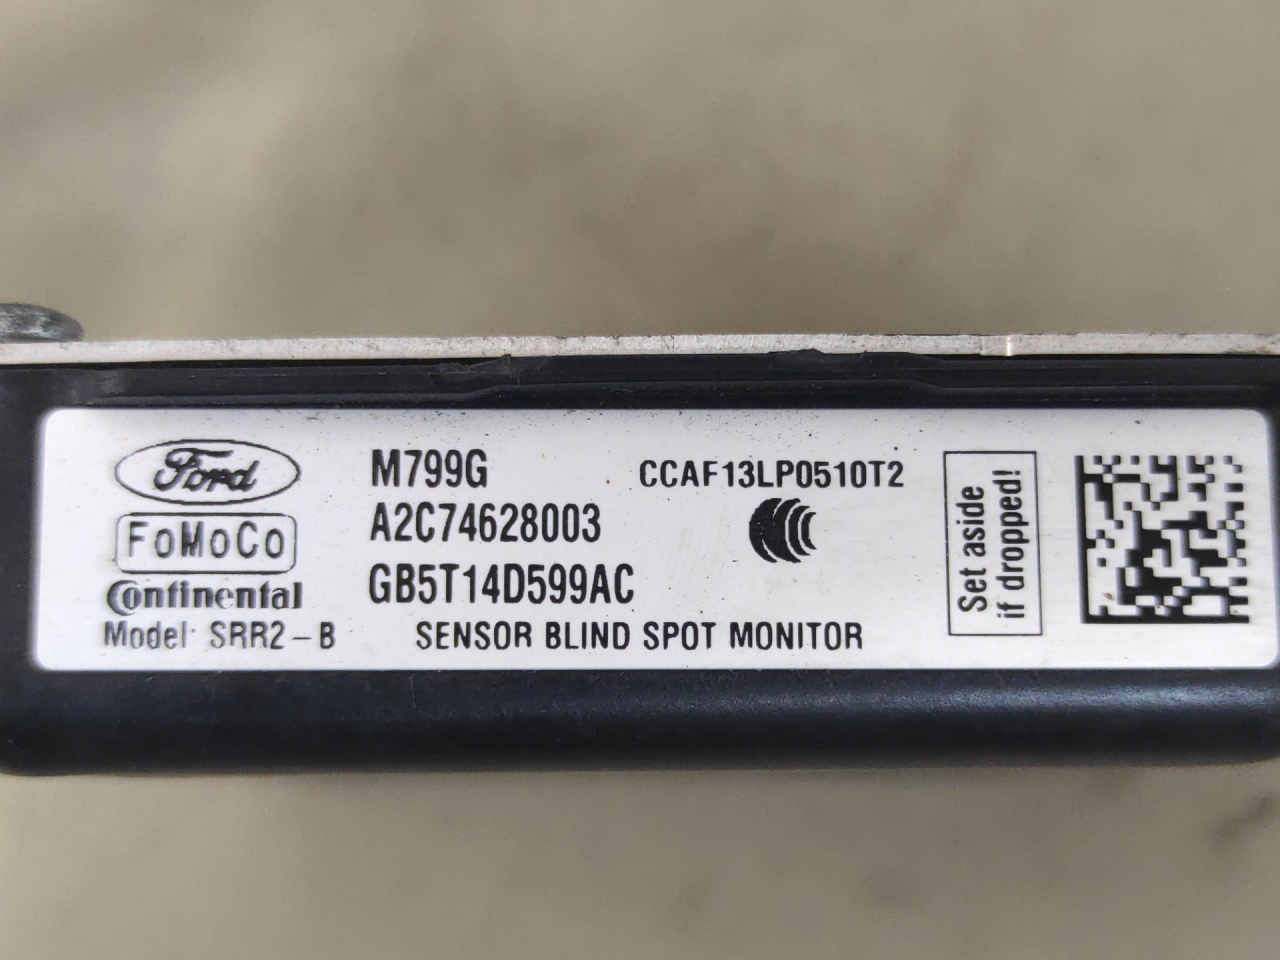 Ford
FoMoCo
Continental
Model SRR2-B
M799G
A2C74628003
GB5T14D599AC
SENSOR BLIND SPOT MONITOR
CCAF13LP0510T2
Set aside
if dropped!